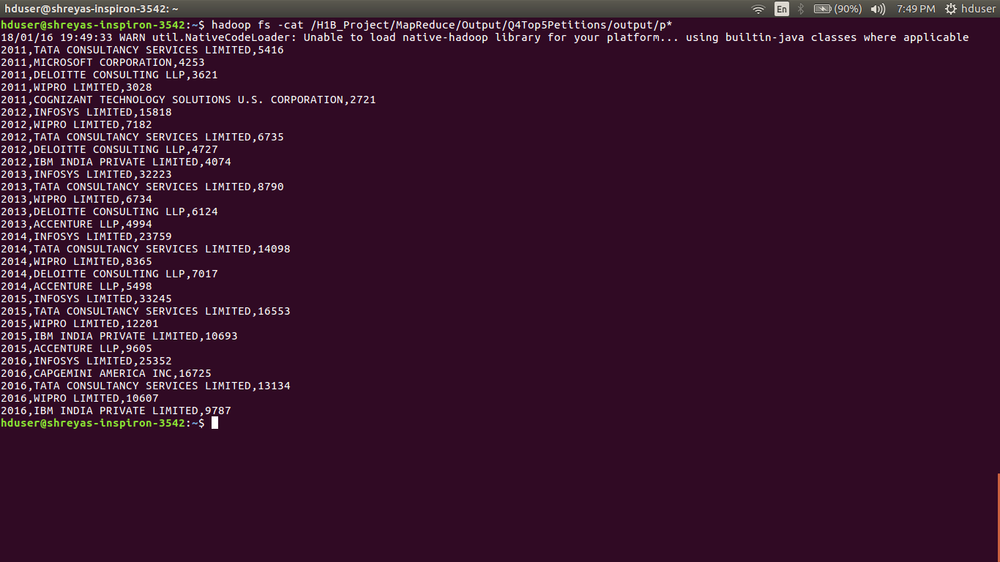 hduser@shreyas-inspiron-3542: ~
En (90%) 7:49 PM hduser
hduser@shreyas-inspiron-3542:~$ hadoop fs -cat /H1B_Project/MapReduce/Output/Q4Top5Petitions/output/p*
18/01/16 19:49:33 WARN util.NativeCodeLoader: Unable to load native-hadoop library for your platform... using builtin-java classes where applicable
2011,TATA CONSULTANCY SERVICES LIMITED,5416
2011,MICROSOFT CORPORATION,4253
2011,DELOITTE CONSULTING LLP,3621
2011,WIPRO LIMITED,3028
2011,COGNIZANT TECHNOLOGY SOLUTIONS U.S. CORPORATION,2721
2012,INFOSYS LIMITED,15818
2012,WIPRO LIMITED,7182
2012,TATA CONSULTANCY SERVICES LIMITED,6735
2012,DELOITTE CONSULTING LLP,4727
2012,IBM INDIA PRIVATE LIMITED,4074
2013,INFOSYS LIMITED,32223
2013,TATA CONSULTANCY SERVICES LIMITED,8790
2013,WIPRO LIMITED,6734
2013,DELOITTE CONSULTING LLP,6124
2013,ACCENTURE LLP,4994
2014,INFOSYS LIMITED,23759
2014,TATA CONSULTANCY SERVICES LIMITED,14098
2014,WIPRO LIMITED,8365
2014,DELOITTE CONSULTING LLP,7017
2014,ACCENTURE LLP,5498
2015,INFOSYS LIMITED,33245
2015,TATA CONSULTANCY SERVICES LIMITED,16553
2015,WIPRO LIMITED,12201
2015,IBM INDIA PRIVATE LIMITED,10693
2015,ACCENTURE LLP,9605
2016,INFOSYS LIMITED,25352
2016,CAPGEMINI AMERICA INC,16725
2016,TATA CONSULTANCY SERVICES LIMITED,13134
2016,WIPRO LIMITED,10607
2016,IBM INDIA PRIVATE LIMITED,9787
hduser@shreyas-inspiron-3542:~$